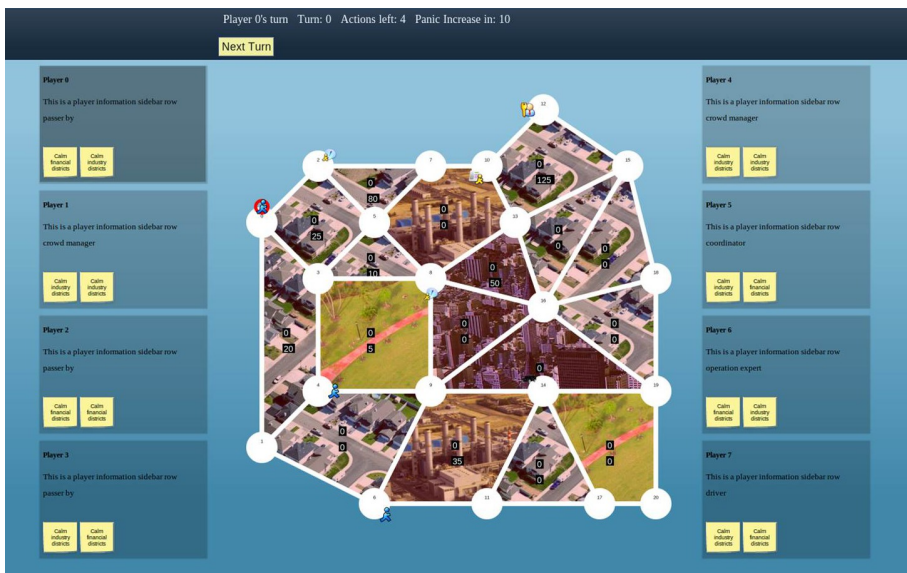 Player 0's turn Turn: 0 Actions left: 4 Panic Increase in: 10
Next Turn
Player 0
This is a player information sidebar row
passer by
Calm financial districts
Calm industry districts
Player 1
This is a player information sidebar row
crowd manager
Calm industry districts
Calm financial districts
Player 2
This is a player information sidebar row
passer by
Calm financial districts
Calm financial districts
Player 3
This is a player information sidebar row
passer by
Calm industry districts
Calm financial districts
12
2
7
10
15
0
125
0
80
5
13
0
25
0
0
0
0
0
0
3
0
10
8
0
50
18
16
0
20
0
5
0
0
0
0
0
4
9
14
19
1
0
0
0
35
0
0
0
0
6
11
17
20
Player 4
This is a player information sidebar row
crowd manager
Calm industry districts
Calm industry districts
Player 5
This is a player information sidebar row
coordinator
Calm industry districts
Calm financial districts
Player 6
This is a player information sidebar row
operation expert
Calm financial districts
Calm industry districts
Player 7
This is a player information sidebar row
driver
Calm industry districts
Calm financial districts